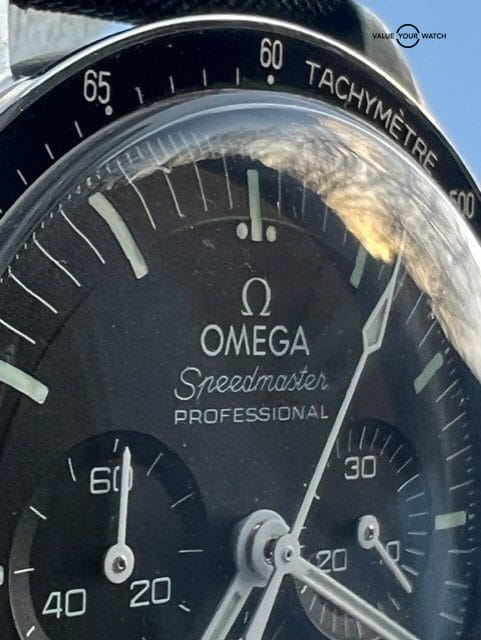 VALUE YOUR WATCH
65 60 TACHYMÈTRE 500
Ω
OMEGA
Speedmaster
PROFESSIONAL
60 30
40 20 20